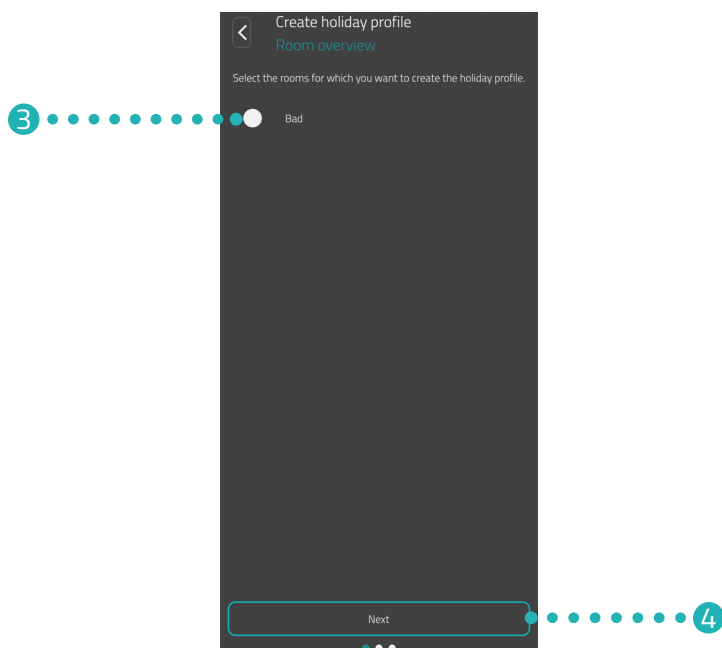 Create holiday profile
Room overview
Select the rooms for which you want to create the holiday profile.
3
Bad
Next
4